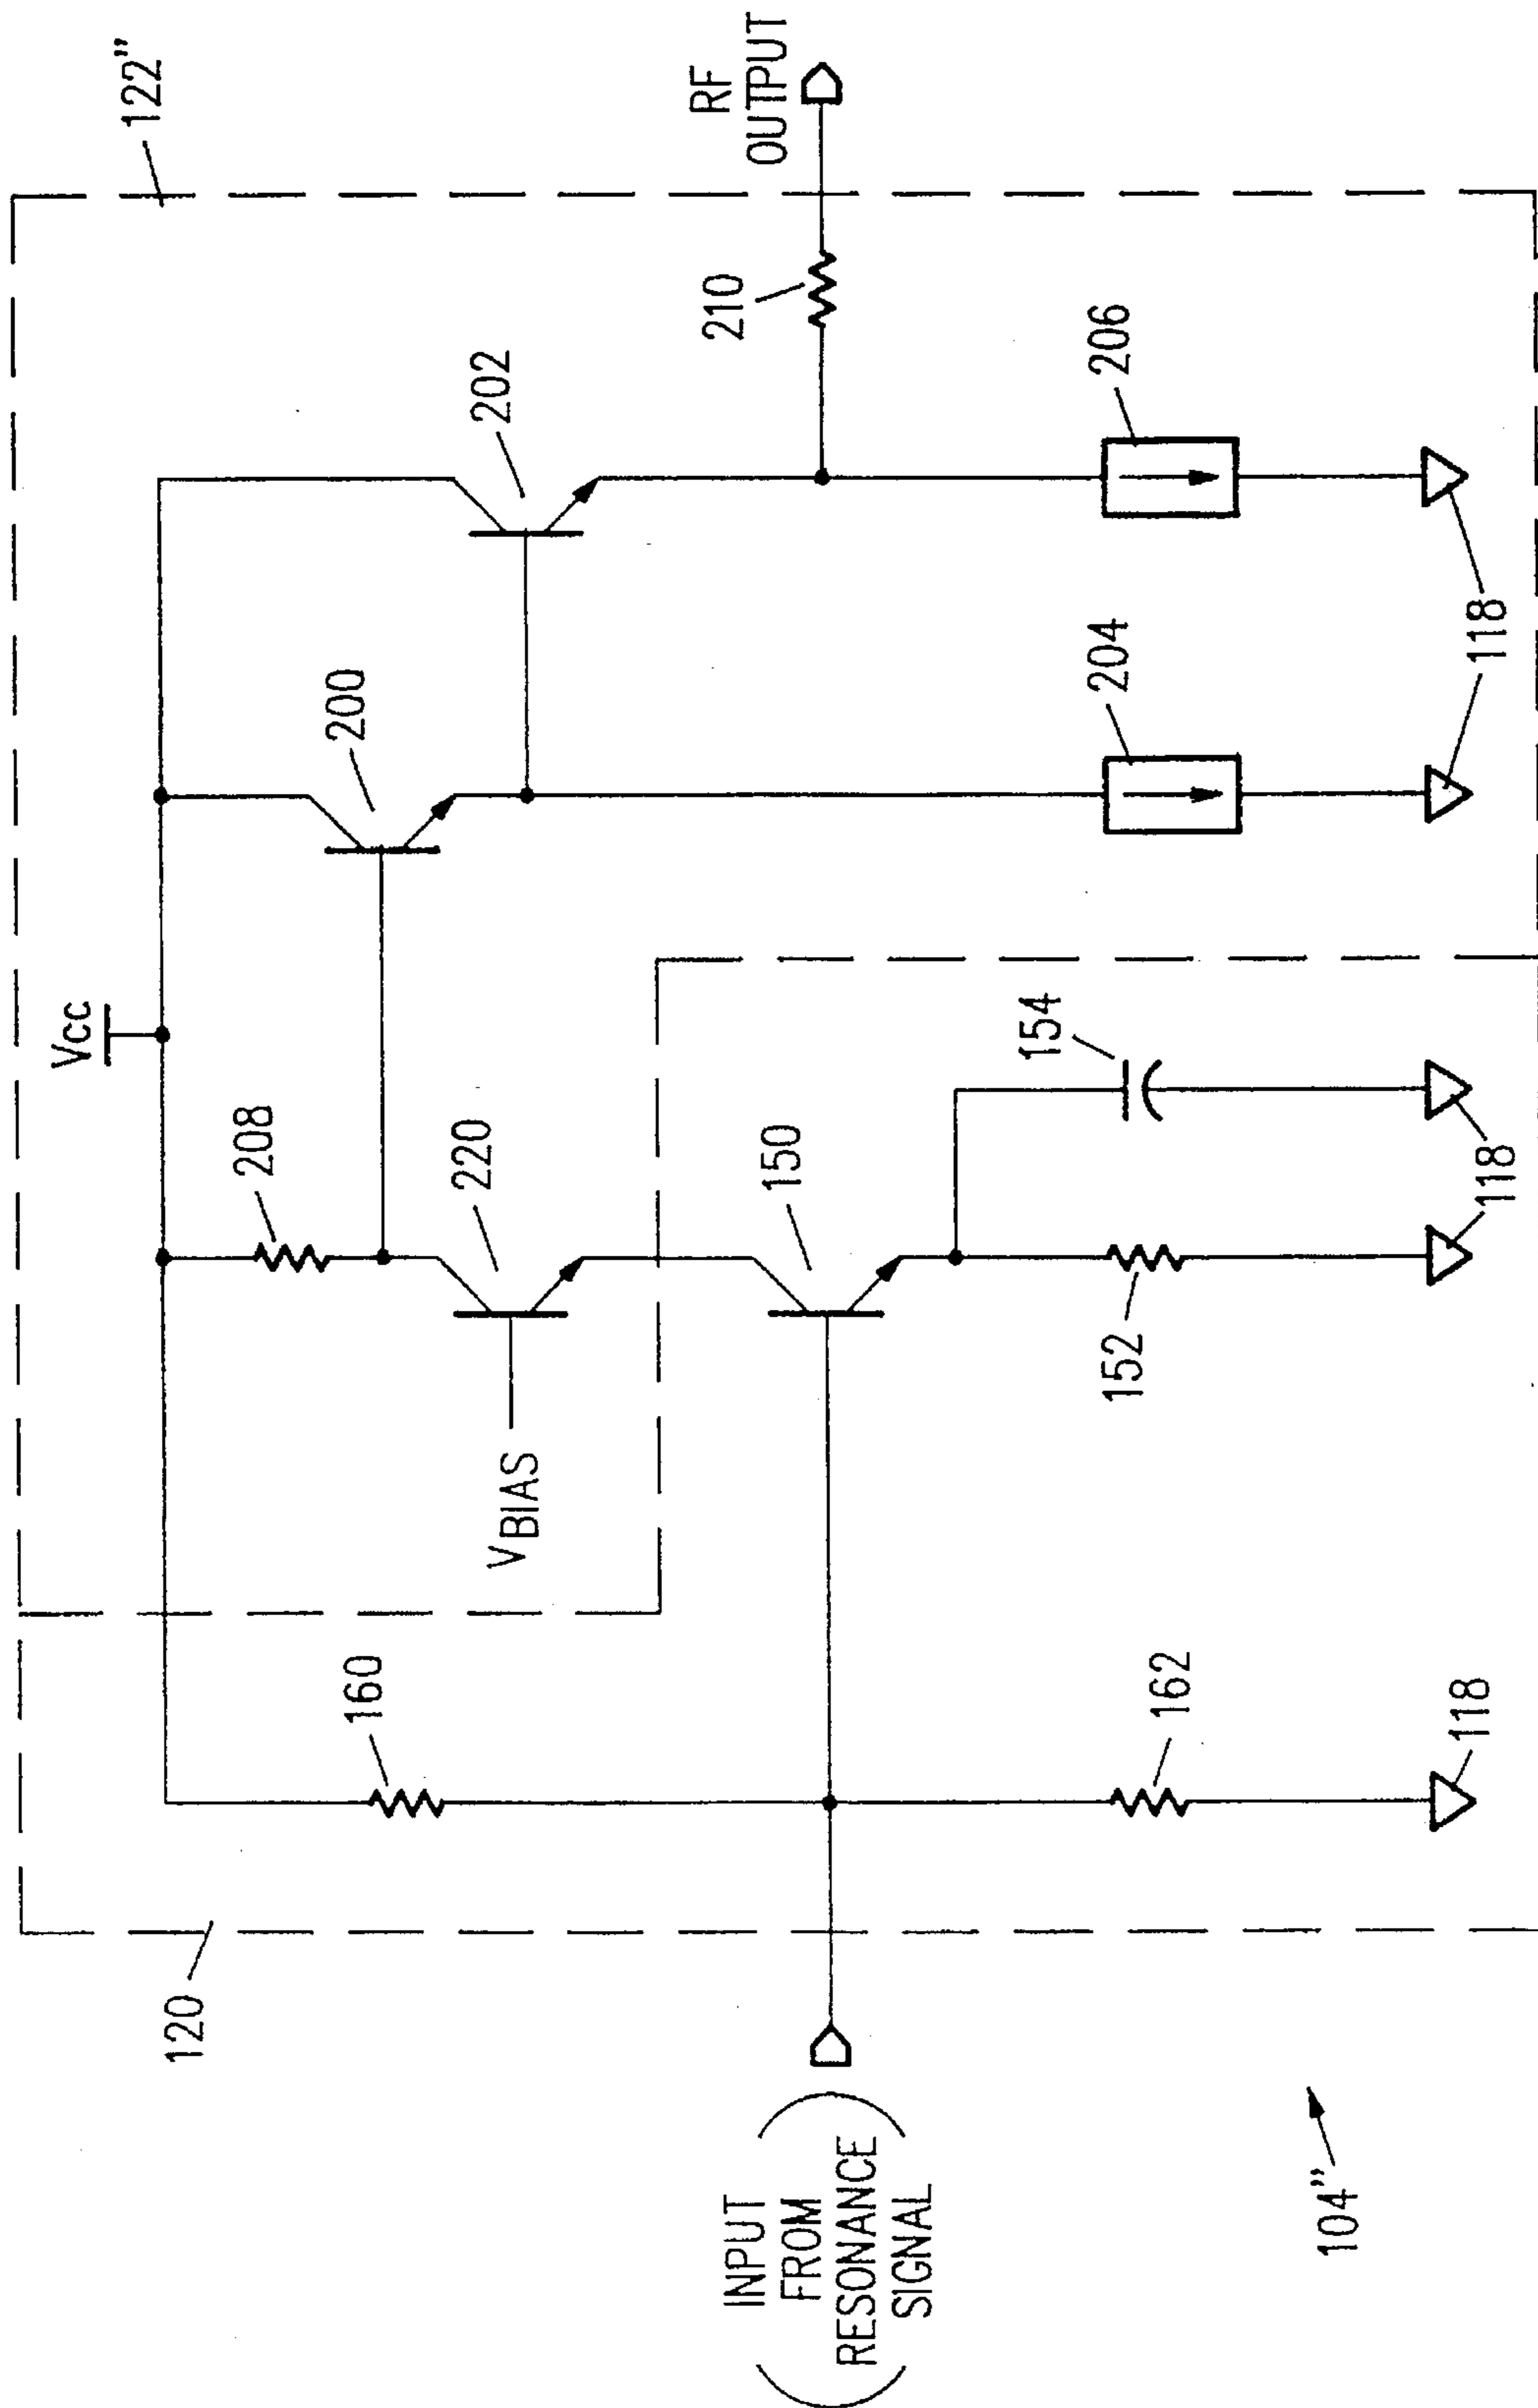 122"
Vcc
RF
OUTPUT
202
210
200
208
220
VBIAS
160
120
206
204
154
150
152
162
118
118
118
INPUT
FROM
RESONANCE
SIGNAL
104"